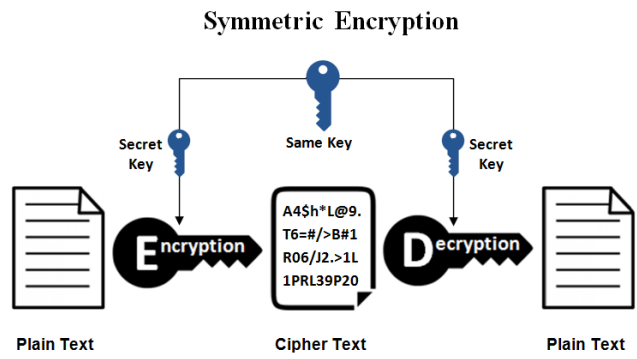 Symmetric Encryption
Secret
Key
Same Key
Secret
Key
Encryption
A4$h*L@9.
T6=#/>B#1
R06/J2.>1L
1PRL39P20
Decryption
Plain Text
Cipher Text
Plain Text